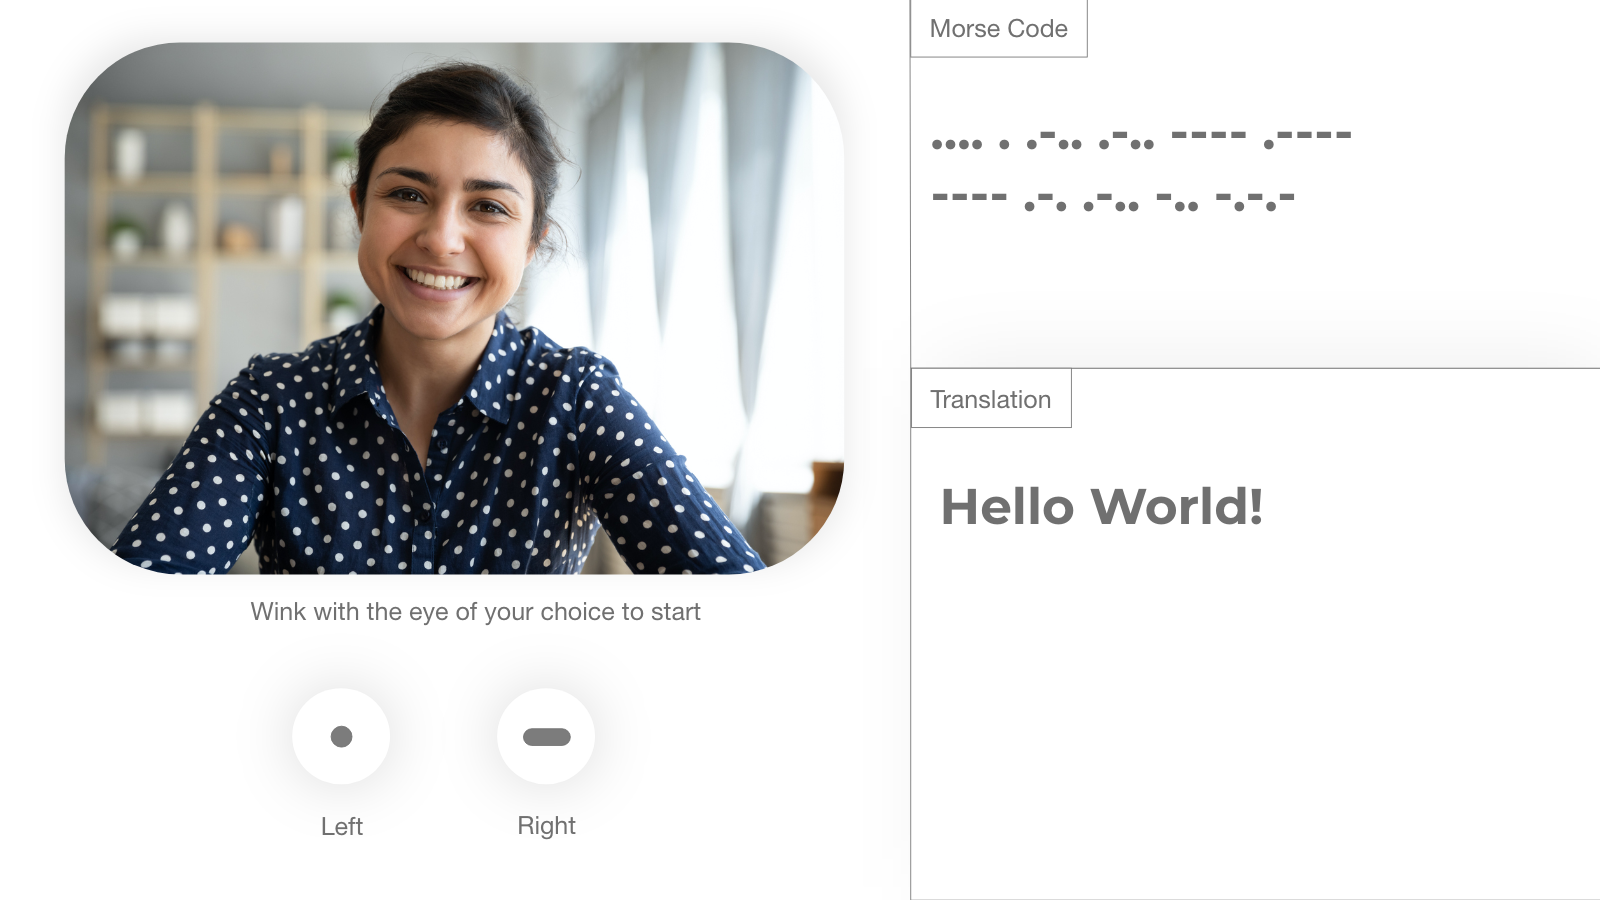 Morse Code
.... . .-.. .-.. ---- .----
---- .-. .-.. -.. -.-.-
Translation
Hello World!
Wink with the eye of your choice to start
Left
Right